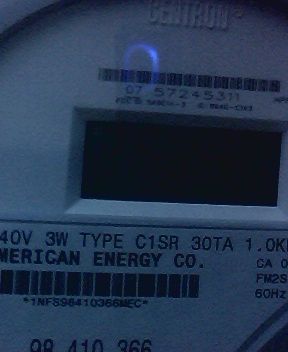 CENTRON
07 57245311
40V 3W TYPE C1SR 30TA 1.0K
MERICAN ENERGY CO.
CA 0
FM2S
60Hz
*1NFS98410366MEC*
98 410 366